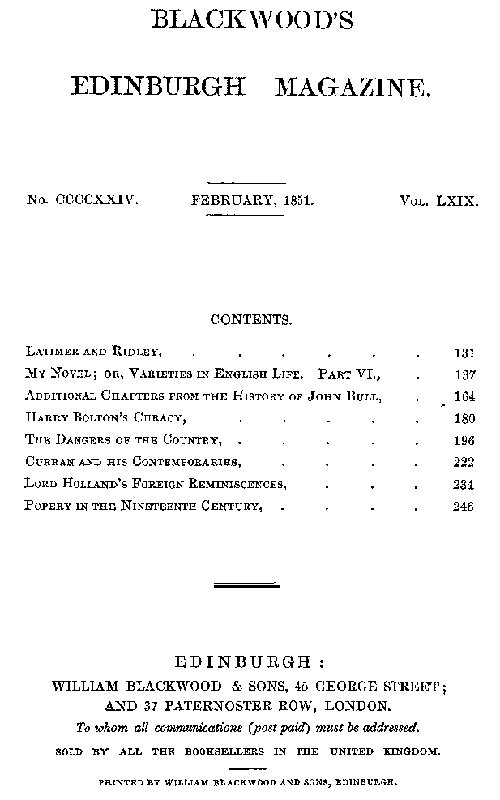 BLACKWOOD'S
EDINBURGH MAGAZINE.
No. CCCCXXIV. FEBRUARY, 1851. Vol. LXIX.
CONTENTS.
Latimer and Ridley, . . . . . . 131
My Novel; or, Varieties in English Life. Part VI., . 137
Additional Chapters from the History of John Bull, . 164
Harry Bolton's Curacy, . . . . . 180
The Dangers of the Country, . . . . . 196
Curran and his Contemporaries, . . . . 222
Lord Holland's Foreign Reminiscences, . . . 234
Popery in the Nineteenth Century, . . . . 246
EDINBURGH:
WILLIAM BLACKWOOD & SONS, 45 GEORGE STREET;
AND 37 PATERNOSTER ROW, LONDON.
To whom all communications (post paid) must be addressed.
SOLD BY ALL THE BOOKSELLERS IN THE UNITED KINGDOM.
PRINTED BY WILLIAM BLACKWOOD AND SONS, EDINBURGH.